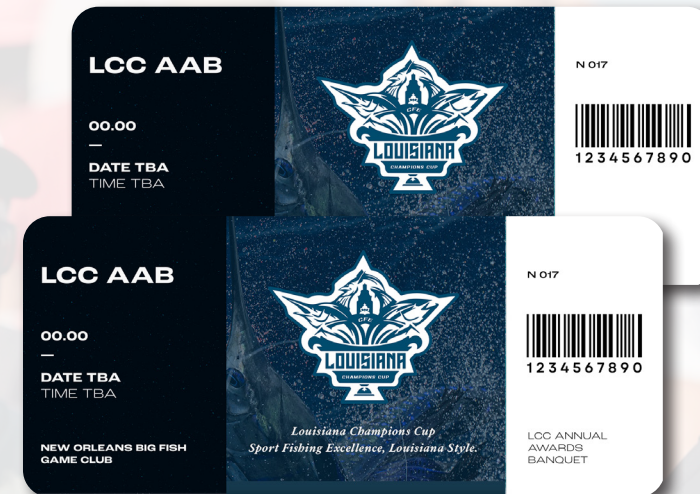 LCC AAB
00.00
DATE TBA
TIME TBA
GFE
LOUISIANA
CHAMPIONS CUP
N 017
1234567890
LCC AAB
00.00
DATE TBA
TIME TBA
NEW ORLEANS BIG FISH
GAME CLUB
GFE
LOUISIANA
CHAMPIONS CUP
Louisiana Champions Cup
Sport Fishing Excellence, Louisiana Style.
N 017
1234567890
LCC ANNUAL
AWARDS
BANQUET